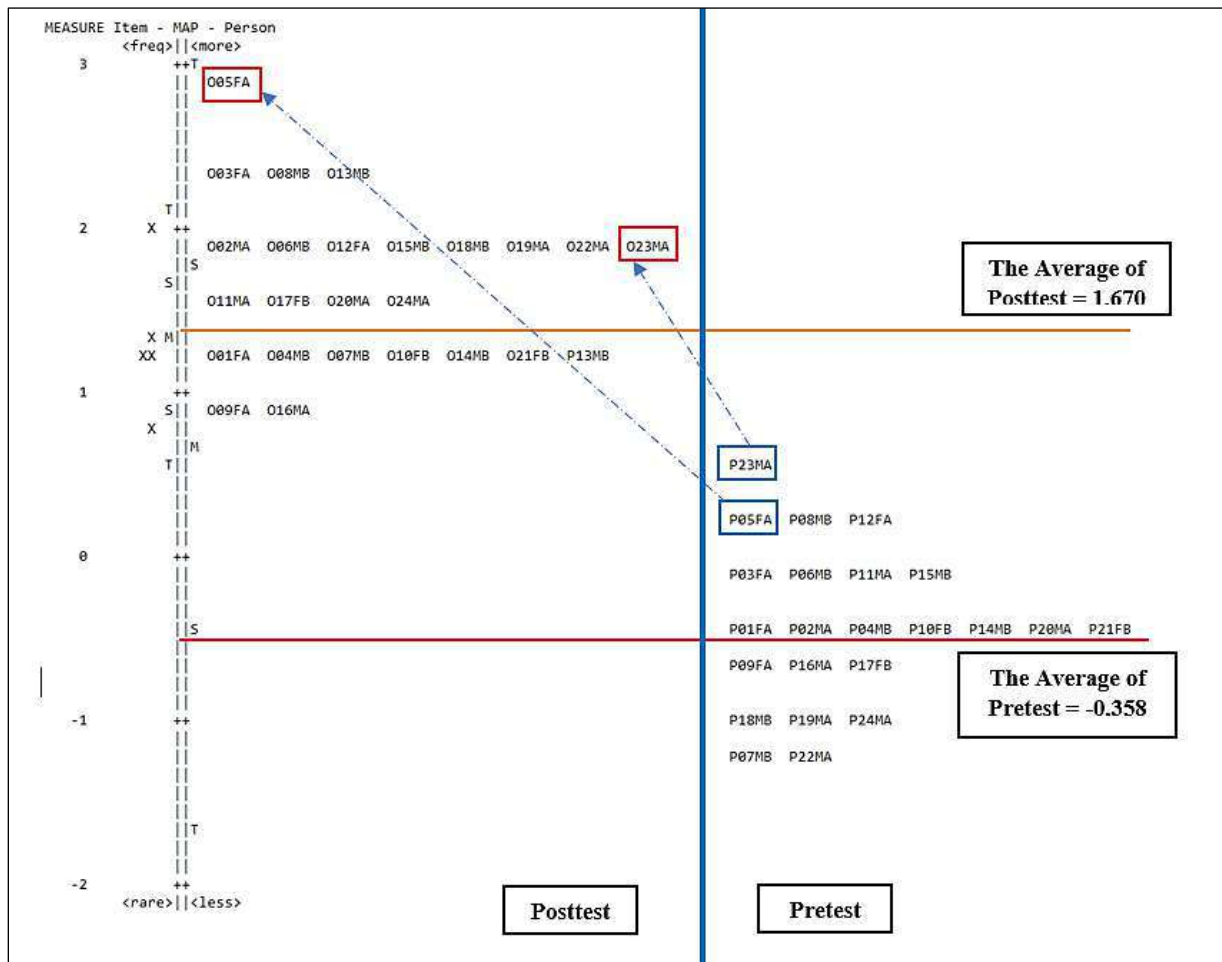 MEASURE Item - MAP - Person
<freq>||<more>
3 ++T
|| O05FA
||
||
||
||
|| O03FA O08MB O13MB
||
T||
2 X ++
|| O02MA O06MB O12FA O15MB O18MB O19MA O22MA O23MA
||S
S||
|| O11MA O17FB O20MA O24MA
||
X M||
XX || O01FA O04MB O07MB O10FB O14MB O21FB P13MB
||
1 ++
S|| O09FA O16MA
X ||
||M
T|| P23MA
||
||
|| P05FA P08MB P12FA
||
0 ++
|| P03FA P06MB P11MA P15MB
||
||
||S P01FA P02MA P04MB P10FB P14MB P20MA P21FB
||
|| P09FA P16MA P17FB
||
||
-1 ++ P18MB P19MA P24MA
||
|| P07MB P22MA
||
||
||
||T
||
||
-2 ++
<rare>||<less>
The Average of
Posttest = 1.670
The Average of
Pretest = -0.358
Posttest
Pretest